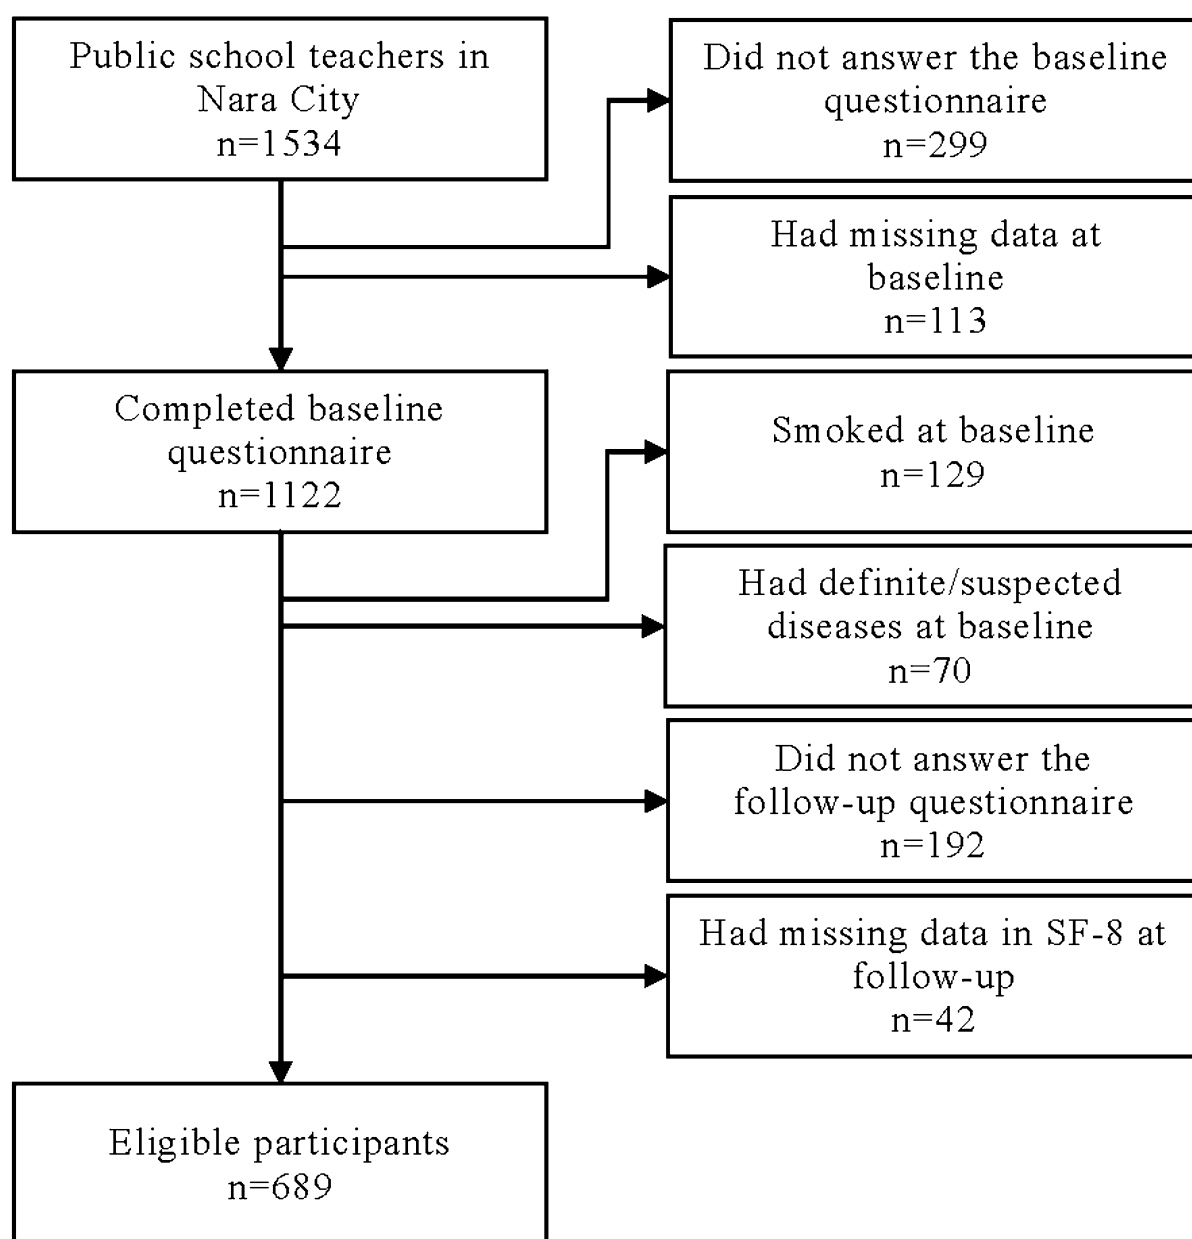 Public school teachers in
Nara City
n=1534
Did not answer the baseline
questionnaire
n=299
Had missing data at
baseline
n=113
Completed baseline
questionnaire
n=1122
Smoked at baseline
n=129
Had definite/suspected
diseases at baseline
n=70
Did not answer the
follow-up questionnaire
n=192
Had missing data in SF-8 at
follow-up
n=42
Eligible participants
n=689